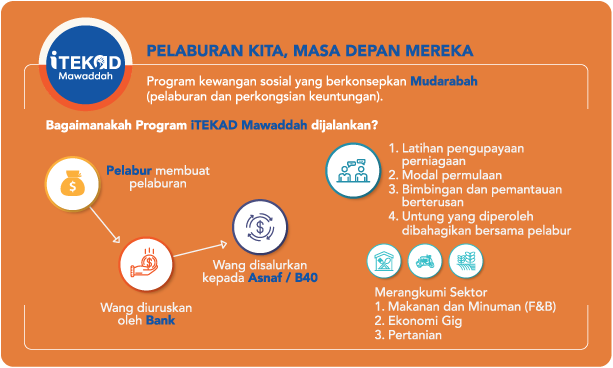 iTEKAD
Mawaddah
PELABURAN KITA, MASA DEPAN MEREKA
Program kewangan sosial yang berkonsepkan Mudarabah
(pelaburan dan perkongsian keuntungan).
Bagaimanakah Program iTEKAD Mawaddah dijalankan?
Pelabur membuat
pelaburan
Wang diuruskan
oleh Bank
Wang disalurkan
kepada Asnaf / B40
1. Latihan pengupayaan
perniagaan
2. Modal permulaan
3. Bimbingan dan pemantauan
berterusan
4. Untung yang diperoleh
dibahagikan bersama pelabur
Merangkumi Sektor
1. Makanan dan Minuman (F&B)
2. Ekonomi Gig
3. Pertanian